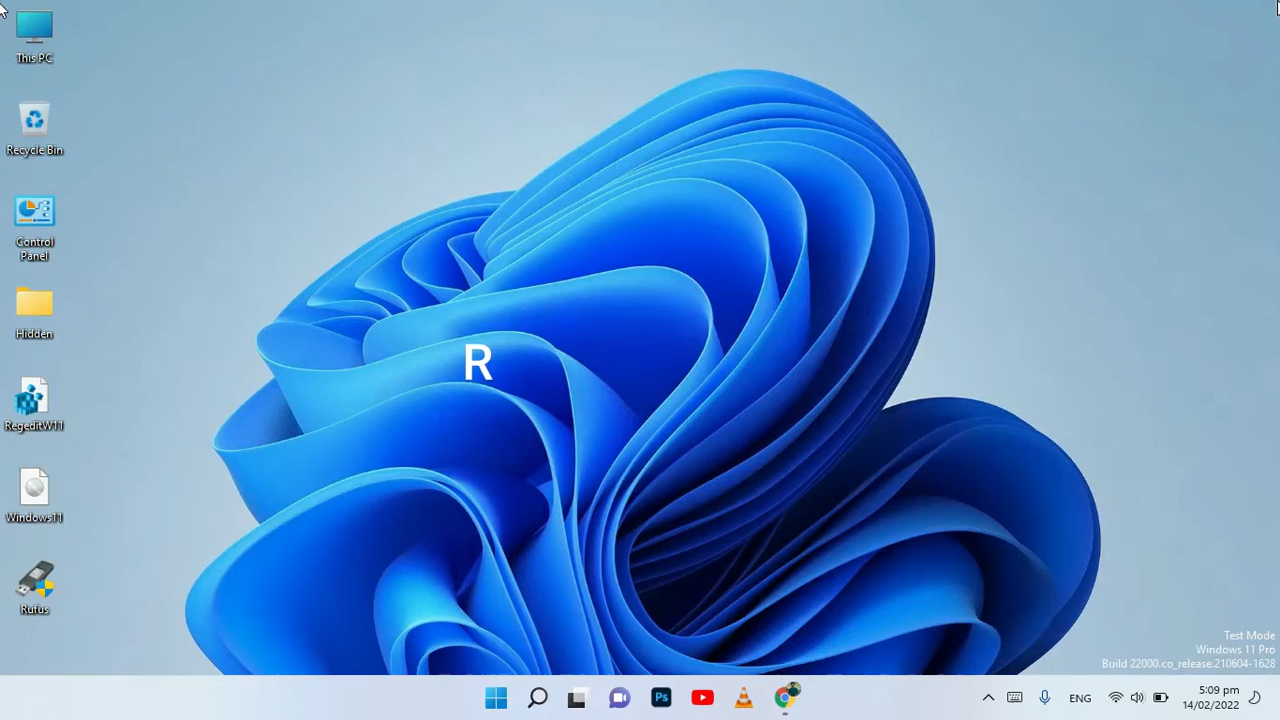 This PC
Recycle Bin
Control
Panel
Hidden
RegeditW11
Windows11
Rufus
R
Test Mode
Windows 11 Pro
Build 22000.co_release.210604-1628
Ps
ENG
5:09 pm
14/02/2022